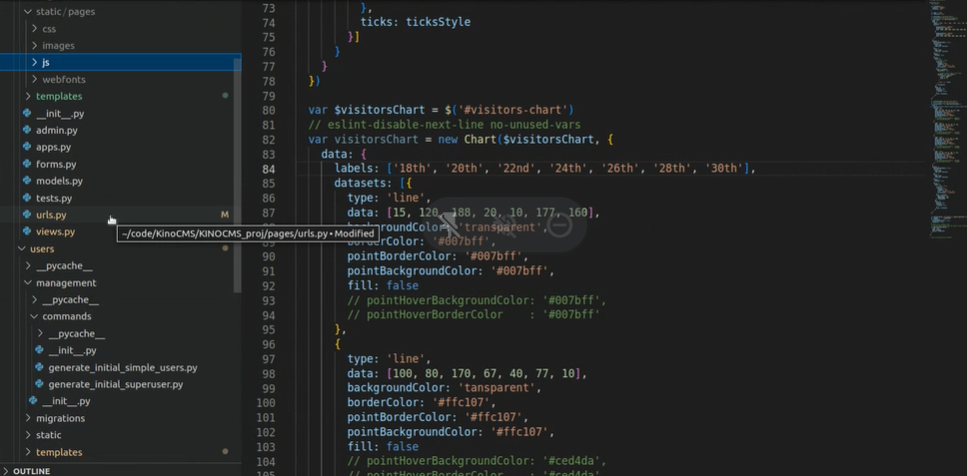 static/pages
css
images
js
webfonts
templates
__init__.py
admin.py
apps.py
forms.py
models.py
tests.py
urls.py M
views.py
~/code/KinoCMS/KINOCMS_proj/pages/urls.py • Modified
users
__pycache__
management
__pycache__
commands
__pycache__
__init__.py
generate_initial_simple_users.py
generate_initial_superuser.py
__init__.py
migrations
static
templates
OUTLINE
73 },
74 ticks: ticksStyle
75 }]
76 }
77 }
78 })
79
80 var $visitorsChart = $('#visitors-chart')
81 // eslint-disable-next-line no-unused-vars
82 var visitorsChart = new Chart($visitorsChart, {
83 data: {
84 labels: ['18th', '20th', '22nd', '24th', '26th', '28th', '30th'],
85 datasets: [{
86 type: 'line',
87 data: [15, 120, 188, 20, 10, 177, 160],
'transparent',
borderColor: '#007bff',
90 pointBorderColor: '#007bff',
91 pointBackgroundColor: '#007bff',
92 fill: false
93 // pointHoverBackgroundColor: '#007bff',
94 // pointHoverBorderColor : '#007bff'
95 },
96 {
97 type: 'line',
98 data: [100, 80, 170, 67, 40, 77, 10],
99 backgroundColor: 'tansparent',
100 borderColor: '#ffc107',
101 pointBorderColor: '#ffc107',
102 pointBackgroundColor: '#ffc107',
103 fill: false
104 // pointHoverBackgroundColor: '#ced4da',
105